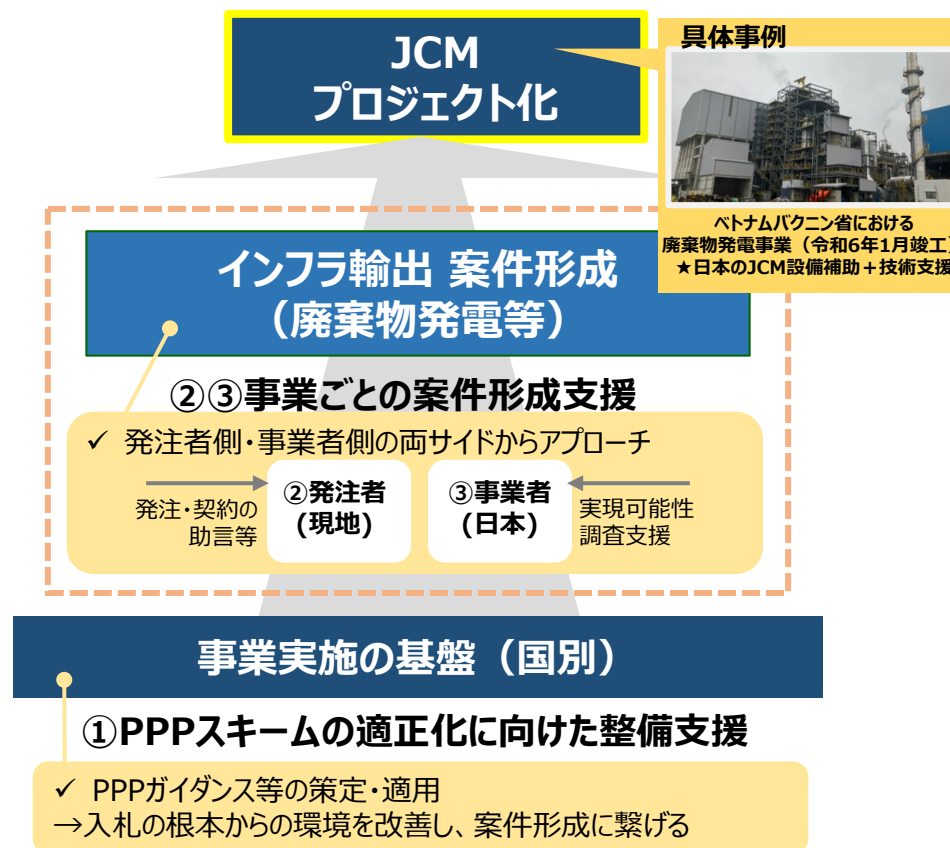 JCM
プロジェクト化
具体事例
ベトナムバクニン省における
廃棄物発電事業（令和6年1月竣工）
★日本のJCM設備補助＋技術支援
インフラ輸出 案件形成
（廃棄物発電等）
②③事業ごとの案件形成支援
✓ 発注者側・事業者側の両サイドからアプローチ
発注・契約の
助言等
②発注者
(現地)
③事業者
(日本)
実現可能性
調査支援
事業実施の基盤（国別）
①PPPスキームの適正化に向けた整備支援
✓ PPPガイダンス等の策定・適用
→入札の根本からの環境を改善し、案件形成に繋げる